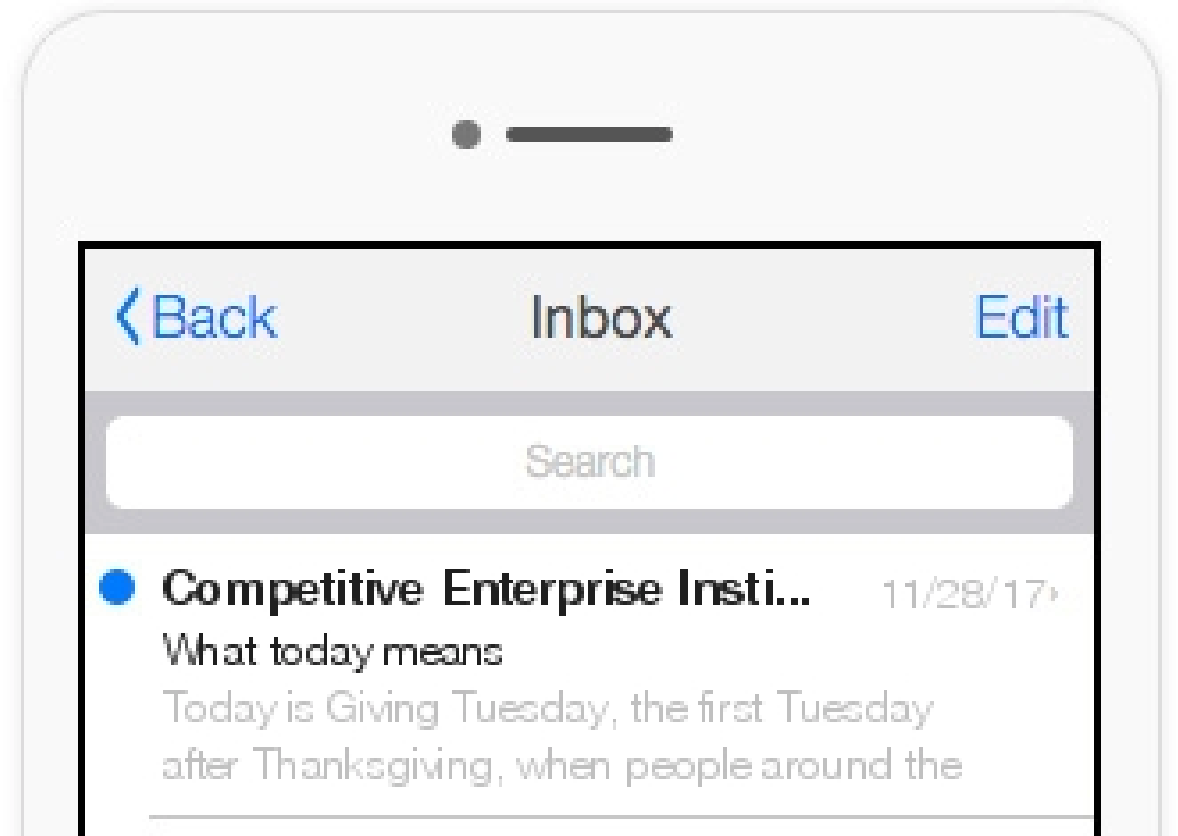 Back Inbox Edit
Search
Competitive Enterprise Insti... 11/28/17
What today means
Today is Giving Tuesday, the first Tuesday
after Thanksgiving, when people around the